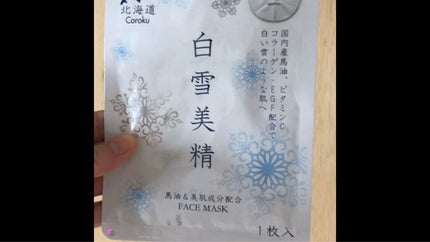 北海道
Coroku
国内産馬油、ビタミンC
コラーゲン・EGF配合で
白い雪のような肌へ
白雪美精
馬油&美肌成分配合
FACE MASK
1枚入